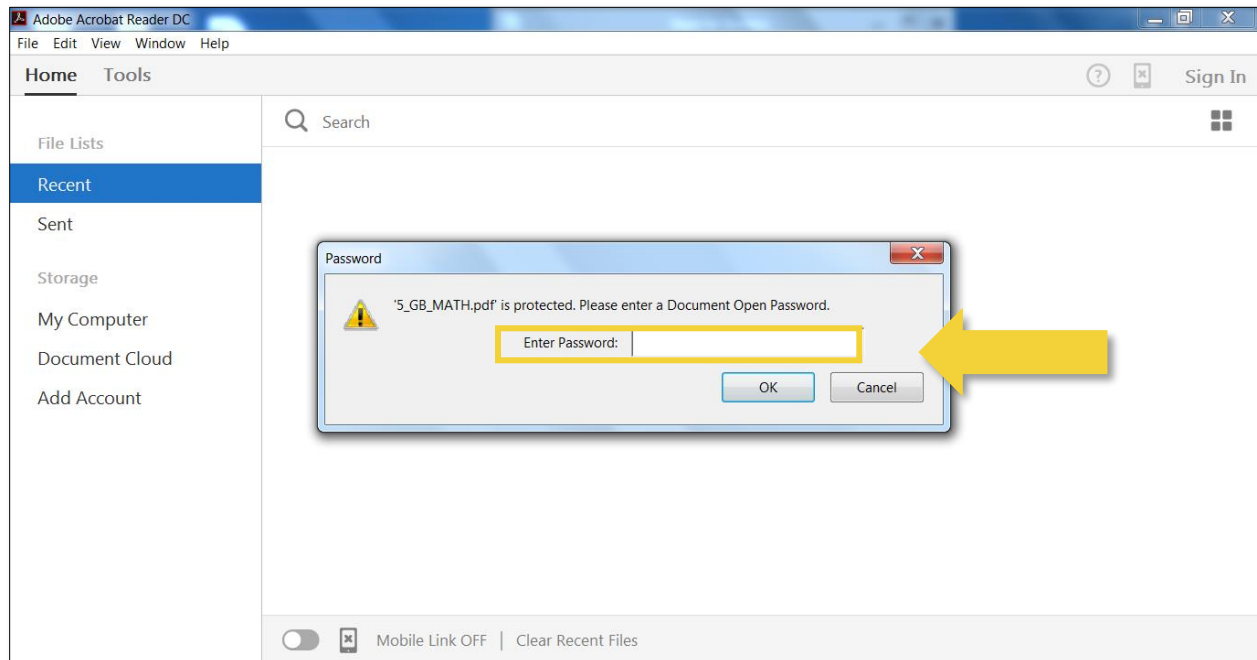 Adobe Acrobat Reader DC
File Edit View Window Help
Home Tools
Sign In
Search
File Lists
Recent
Sent
Storage
My Computer
Document Cloud
Add Account
Password
'5_GB_MATH.pdf' is protected. Please enter a Document Open Password.
Enter Password:
OK Cancel
Mobile Link OFF | Clear Recent Files